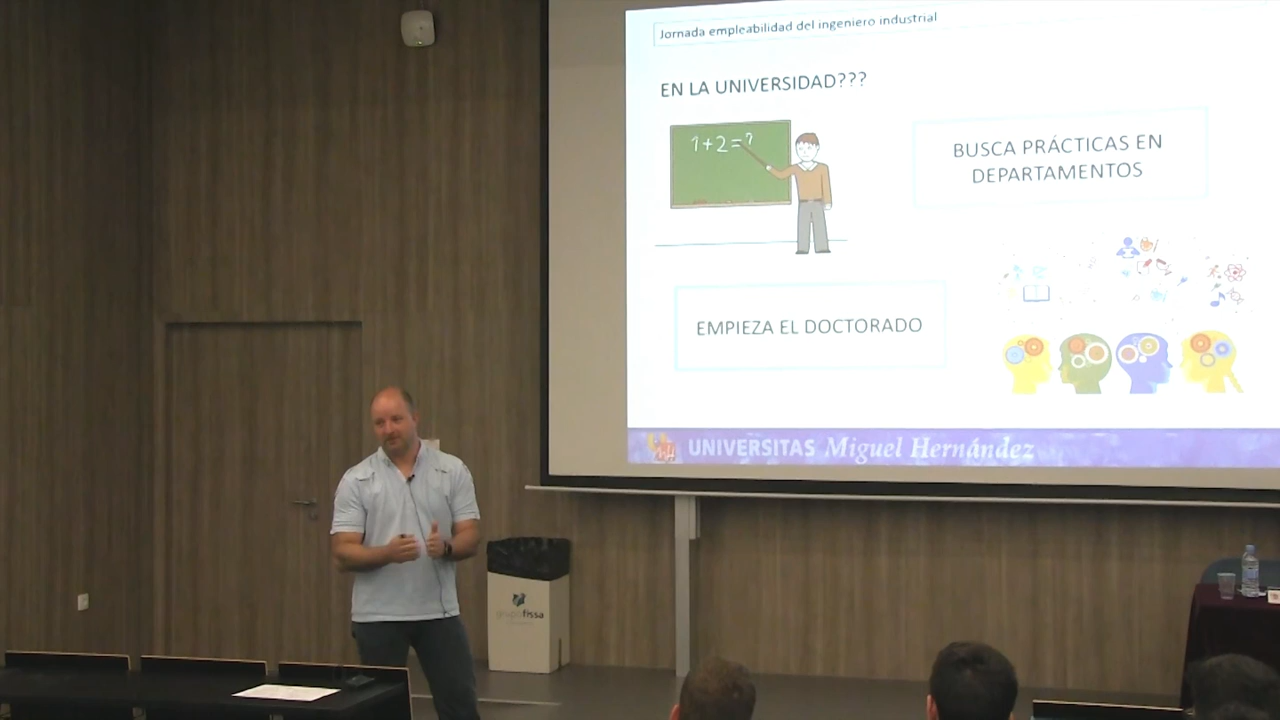 Jornada empleabilidad del ingeniero industrial
EN LA UNIVERSIDAD???
1+2=?
BUSCA PRÁCTICAS EN
DEPARTAMENTOS
EMPIEZA EL DOCTORADO
UNIVERSITAS Miguel Hernández
grupofissa